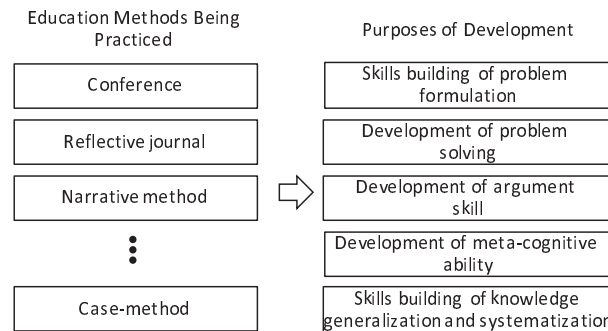 Education Methods Being
Practiced
Conference
Reflective journal
Narrative method
Case-method
Purposes of Development
Skills building of problem
formulation
Development of problem
solving
Development of argument
skill
Development of meta-cognitive
ability
Skills building of knowledge
generalization and systematization